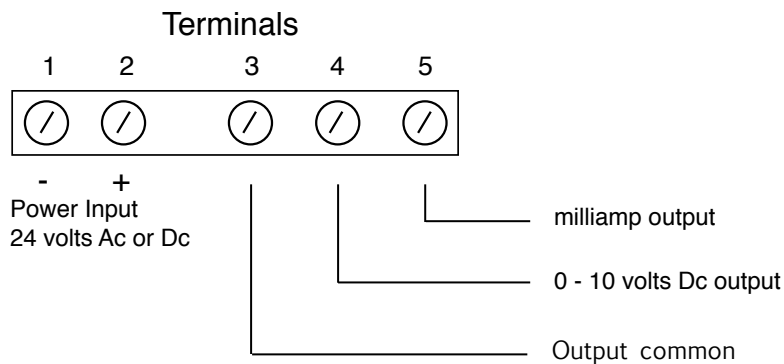 Terminals
1 2 3 4 5
- +
Power Input
24 volts Ac or Dc
milliamp output
0 - 10 volts Dc output
Output common